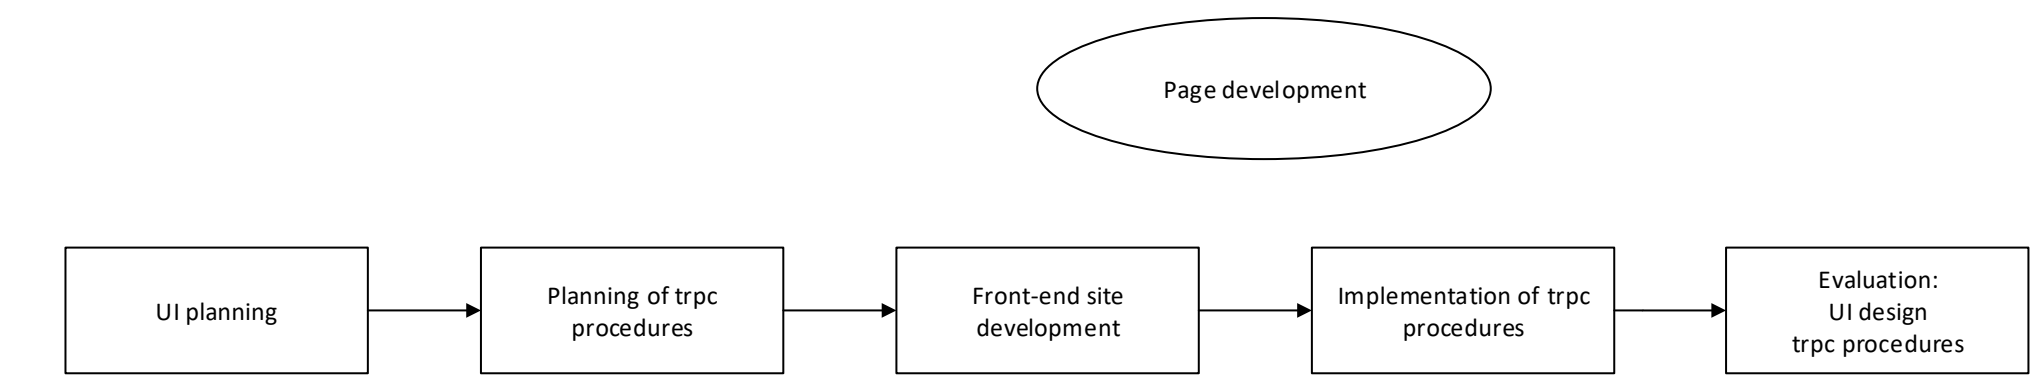 Page development
UI planning
Planning of trpc
procedures
Front-end site
development
Implementation of trpc
procedures
Evaluation:
UI design
trpc procedures